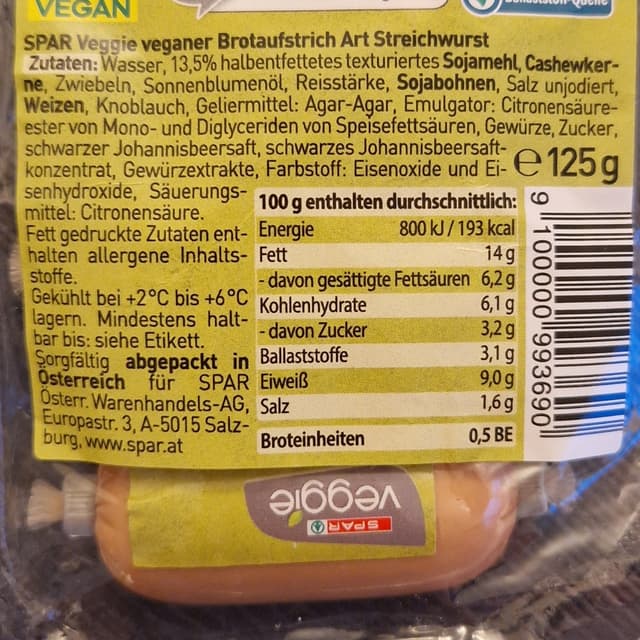 VEGAN
Ballaststoff-Quelle
SPAR Veggie veganer Brotaufstrich Art Streichwurst
Zutaten: Wasser, 13,5% halbentfettetes texturiertes Sojamehl, Cashewker-
ne, Zwiebeln, Sonnenblumenöl, Reisstärke, Sojabohnen, Salz unjodiert,
Weizen, Knoblauch, Geliermittel: Agar-Agar, Emulgator: Citronensäure-
ester von Mono- und Diglyceriden von Speisefettsäuren, Gewürze, Zucker,
schwarzer Johannisbeersaft, schwarzes Johannisbeersaft-
konzentrat, Gewürzextrakte, Farbstoff: Eisenoxide und Ei-
senhydroxide, Säuerungs-
mittel: Citronensäure.
Fett gedruckte Zutaten ent-
halten allergene Inhalts-
stoffe.
Gekühlt bei +2°C bis +6°C
lagern. Mindestens halt-
bar bis: siehe Etikett.
Sorgfältig abgepackt in
Österreich für SPAR
Österr. Warenhandels-AG,
Europastr. 3, A-5015 Salz-
burg, www.spar.at
℮ 125 g
100 g enthalten durchschnittlich:
Energie 800 kJ / 193 kcal
Fett 14 g
- davon gesättigte Fettsäuren 6,2 g
Kohlenhydrate 6,1 g
- davon Zucker 3,2 g
Ballaststoffe 3,1 g
Eiweiß 9,0 g
Salz 1,6 g
Broteinheiten 0,5 BE
9 100000 993690
SPAR
veggie